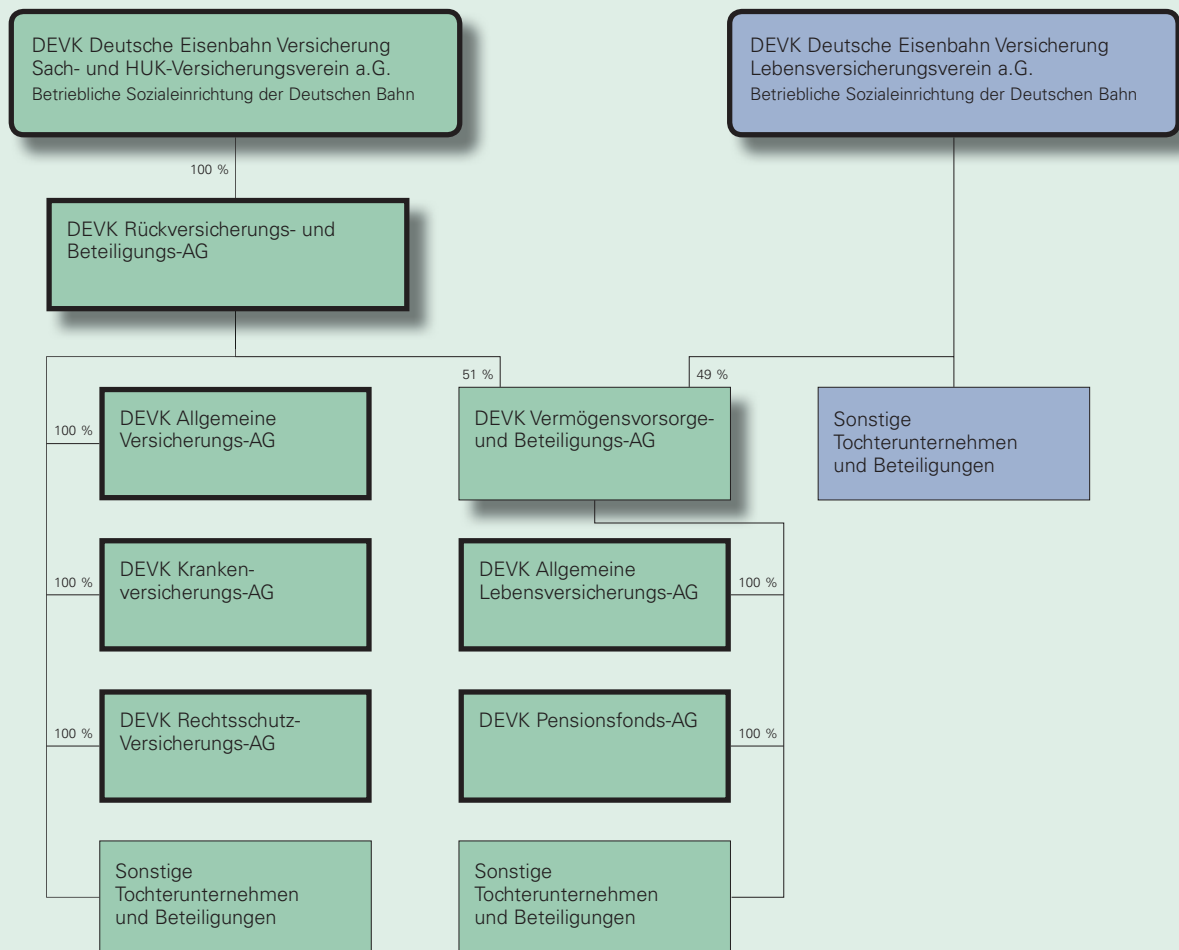 DEVK Deutsche Eisenbahn Versicherung
Sach- und HUK-Versicherungsverein a.G.
Betriebliche Sozialeinrichtung der Deutschen Bahn
DEVK Deutsche Eisenbahn Versicherung
Lebensversicherungsverein a.G.
Betriebliche Sozialeinrichtung der Deutschen Bahn
100 %
DEVK Rückversicherungs- und
Beteiligungs-AG
51 %
49 %
100 %
DEVK Allgemeine
Versicherungs-AG
DEVK Vermögensvorsorge-
und Beteiligungs-AG
Sonstige
Tochterunternehmen
und Beteiligungen
100 %
DEVK Kranken-
versicherungs-AG
DEVK Allgemeine
Lebensversicherungs-AG
100 %
100 %
DEVK Rechtsschutz-
Versicherungs-AG
DEVK Pensionsfonds-AG
100 %
Sonstige
Tochterunternehmen
und Beteiligungen
Sonstige
Tochterunternehmen
und Beteiligungen